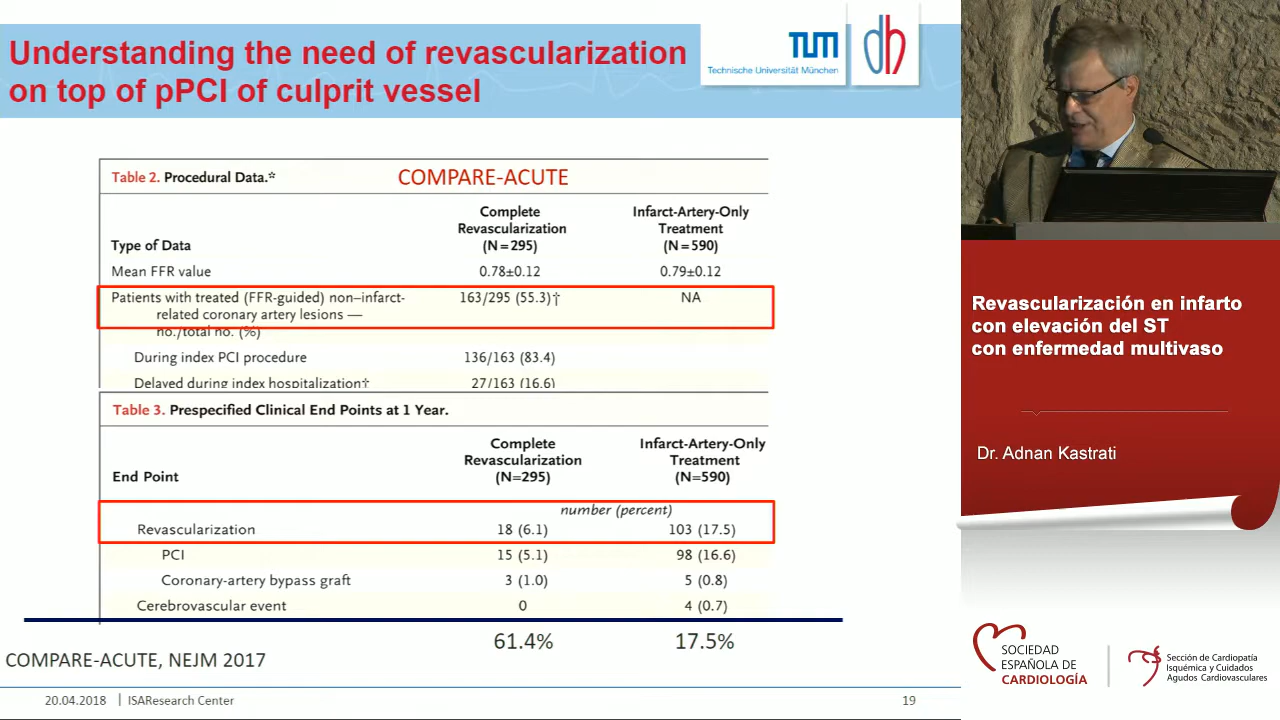 Understanding the need of revascularization
on top of pPCI of culprit vessel
TUM
Technische Universität München
Table 2. Procedural Data.* COMPARE-ACUTE
Type of Data Complete Revascularization (N=295) Infarct-Artery-Only Treatment (N=590)
Mean FFR value 0.78±0.12 0.79±0.12
Patients with treated (FFR-guided) non–infarct- 163/295 (55.3)† NA
related coronary artery lesions —
no./total no. (%)
During index PCI procedure 136/163 (83.4)
Delayed during index hospitalization† 27/163 (16.6)
Table 3. Prespecified Clinical End Points at 1 Year.
End Point Complete Revascularization (N=295) Infarct-Artery-Only Treatment (N=590)
number (percent)
Revascularization 18 (6.1) 103 (17.5)
PCI 15 (5.1) 98 (16.6)
Coronary-artery bypass graft 3 (1.0) 5 (0.8)
Cerebrovascular event 0 4 (0.7)
61.4% 17.5%
COMPARE-ACUTE, NEJM 2017
20.04.2018 | ISAResearch Center 19
Revascularización en infarto
con elevación del ST
con enfermedad multivaso
Dr. Adnan Kastrati
SOCIEDAD
ESPAÑOLA DE
CARDIOLOGÍA
Sección de Cardiopatía
Isquémica y Cuidados
Agudos Cardiovasculares